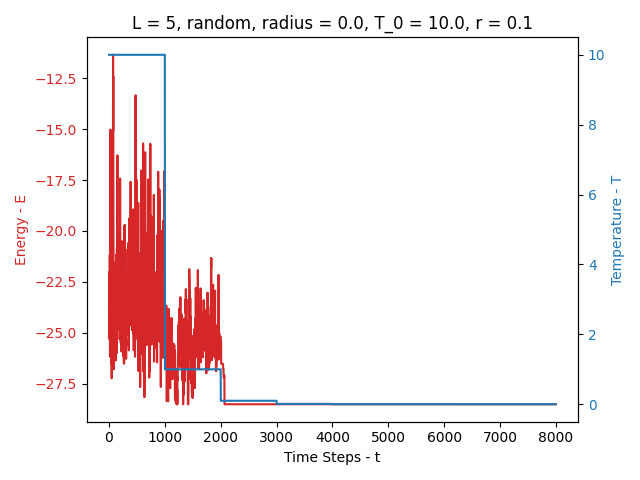 L = 5, random, radius = 0.0, T_0 = 10.0, r = 0.1
−12.5
−15.0
−17.5
−20.0
−22.5
−25.0
−27.5
Energy - E
10
8
6
4
2
0
Temperature - T
0 1000 2000 3000 4000 5000 6000 7000 8000
Time Steps - t